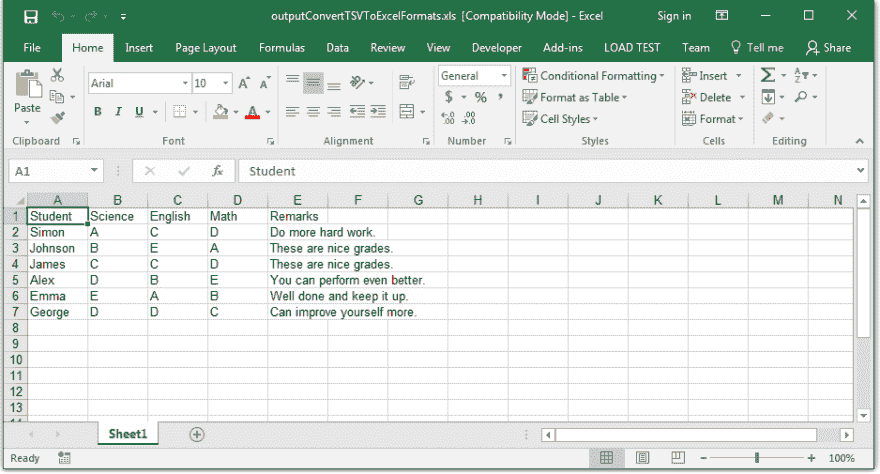 outputConvertTSVToExcelFormats.xls [Compatibility Mode] - Excel Sign in
File Home Insert Page Layout Formulas Data Review View Developer Add-ins LOAD TEST Team Tell me Share
Paste Arial 10 A A General Conditional Formatting Insert Σ
B I U A $ % , Format as Table Delete
Cell Styles Format
Clipboard Font Alignment Number Styles Cells Editing
A1 fx Student
A B C D E F G H I J K L M N
1 Student Science English Math Remarks
2 Simon A C D Do more hard work.
3 Johnson B E A These are nice grades.
4 James C C D These are nice grades.
5 Alex D B E You can perform even better.
6 Emma E A B Well done and keep it up.
7 George D D C Can improve yourself more.
8
9
10
11
12
13
Sheet1
Ready 100%